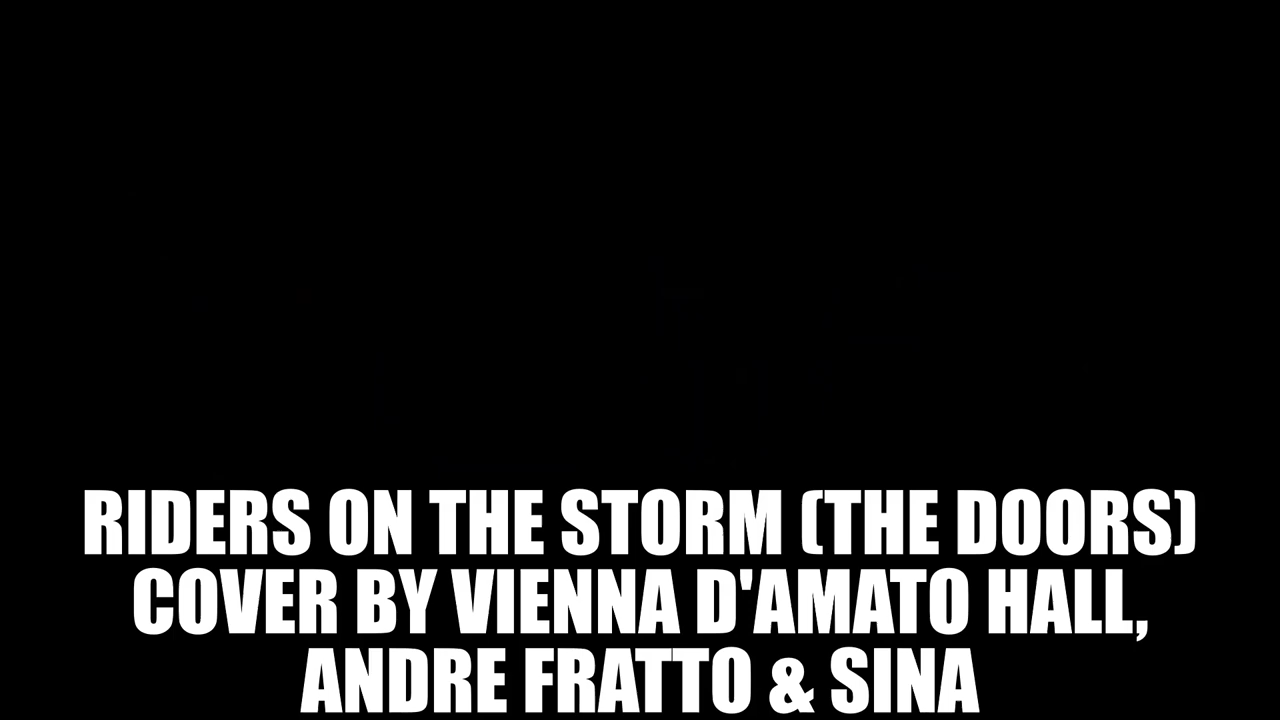 RIDERS ON THE STORM (THE DOORS)
COVER BY VIENNA D'AMATO HALL,
ANDRE FRATTO & SINA